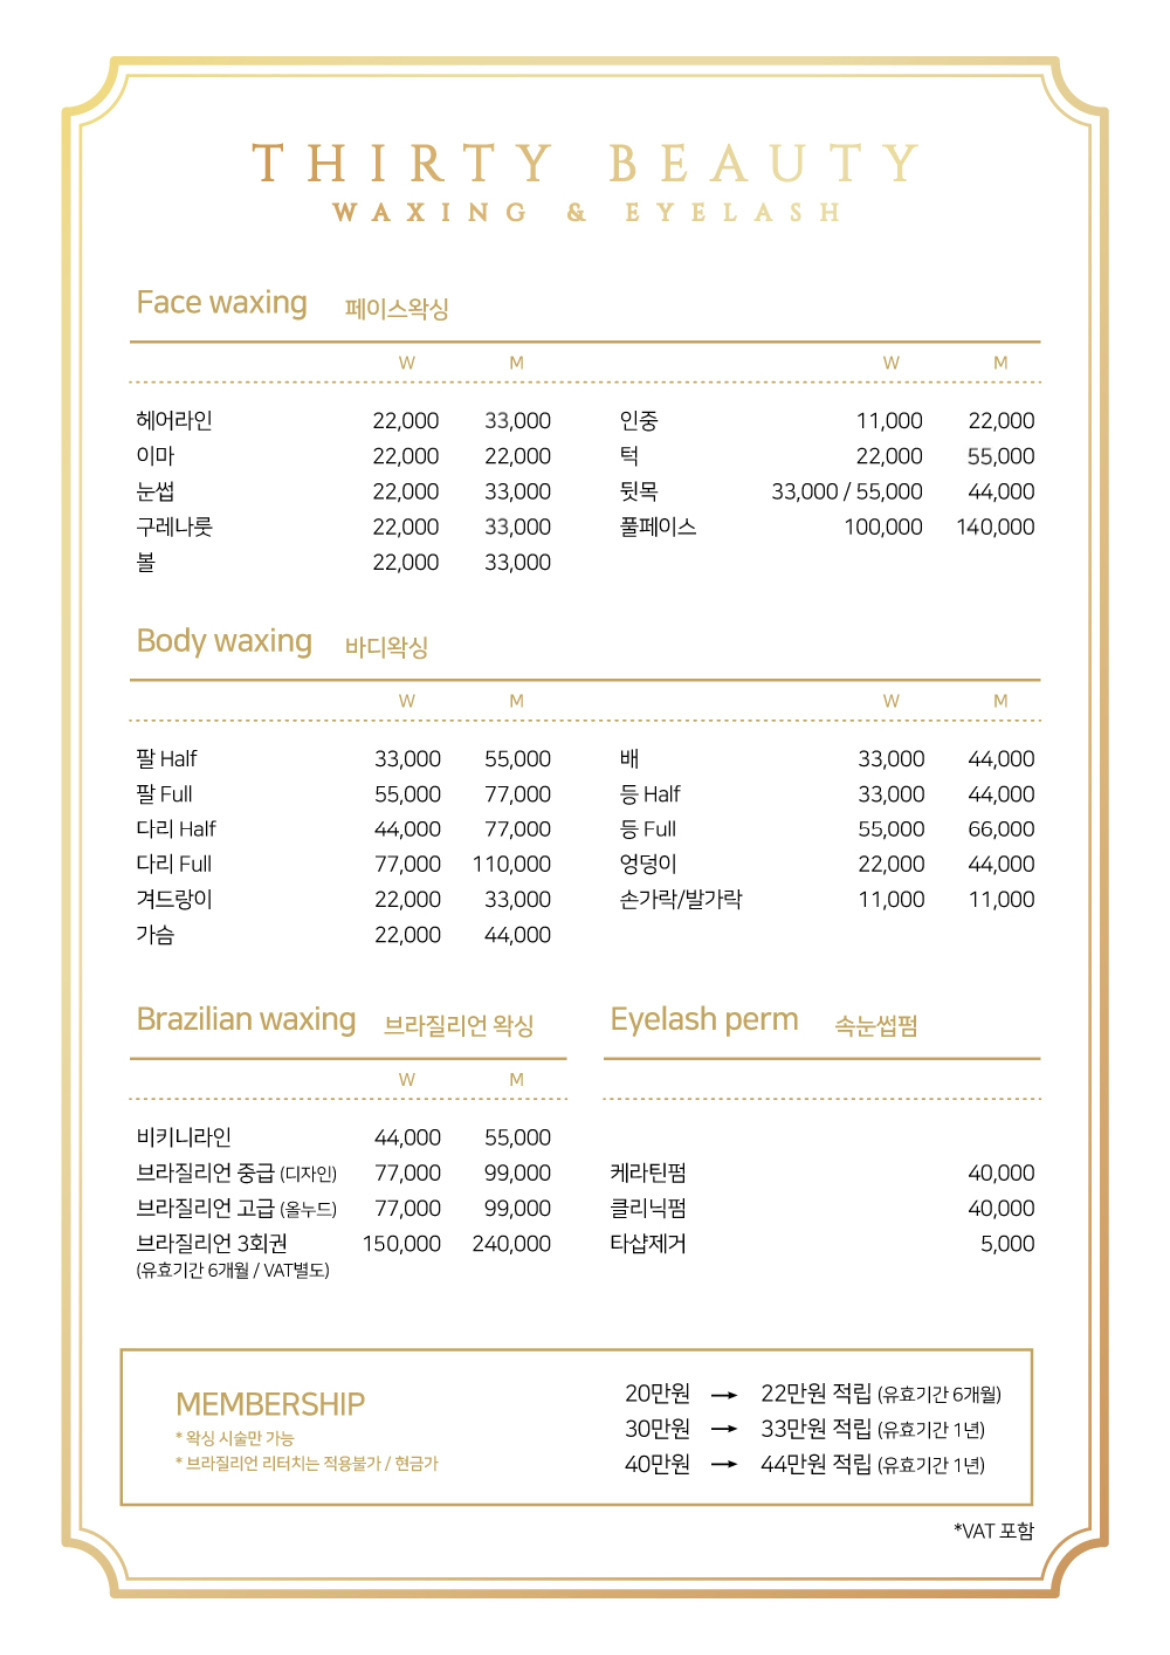 THIRTY BEAUTY
WAXING & EYELASH
Face waxing 페이스왁싱
W M W M
헤어라인 22,000 33,000 인중 11,000 22,000
이마 22,000 22,000 턱 22,000 55,000
눈썹 22,000 33,000 뒷목 33,000 / 55,000 44,000
구레나룻 22,000 33,000 풀페이스 100,000 140,000
볼 22,000 33,000
Body waxing 바디왁싱
W M W M
팔 Half 33,000 55,000 배 33,000 44,000
팔 Full 55,000 77,000 등 Half 33,000 44,000
다리 Half 44,000 77,000 등 Full 55,000 66,000
다리 Full 77,000 110,000 엉덩이 22,000 44,000
겨드랑이 22,000 33,000 손가락/발가락 11,000 11,000
가슴 22,000 44,000
Brazilian waxing 브라질리언 왁싱
W M
비키니라인 44,000 55,000
브라질리언 중급 (디자인) 77,000 99,000
브라질리언 고급 (올누드) 77,000 99,000
브라질리언 3회권 150,000 240,000
(유효기간 6개월 / VAT별도)
Eyelash perm 속눈썹펌
케라틴펌 40,000
클리닉펌 40,000
타샵제거 5,000
MEMBERSHIP
* 왁싱 시술만 가능
* 브라질리언 리터치는 적용불가 / 현금가
20만원 → 22만원 적립 (유효기간 6개월)
30만원 → 33만원 적립 (유효기간 1년)
40만원 → 44만원 적립 (유효기간 1년)
*VAT 포함